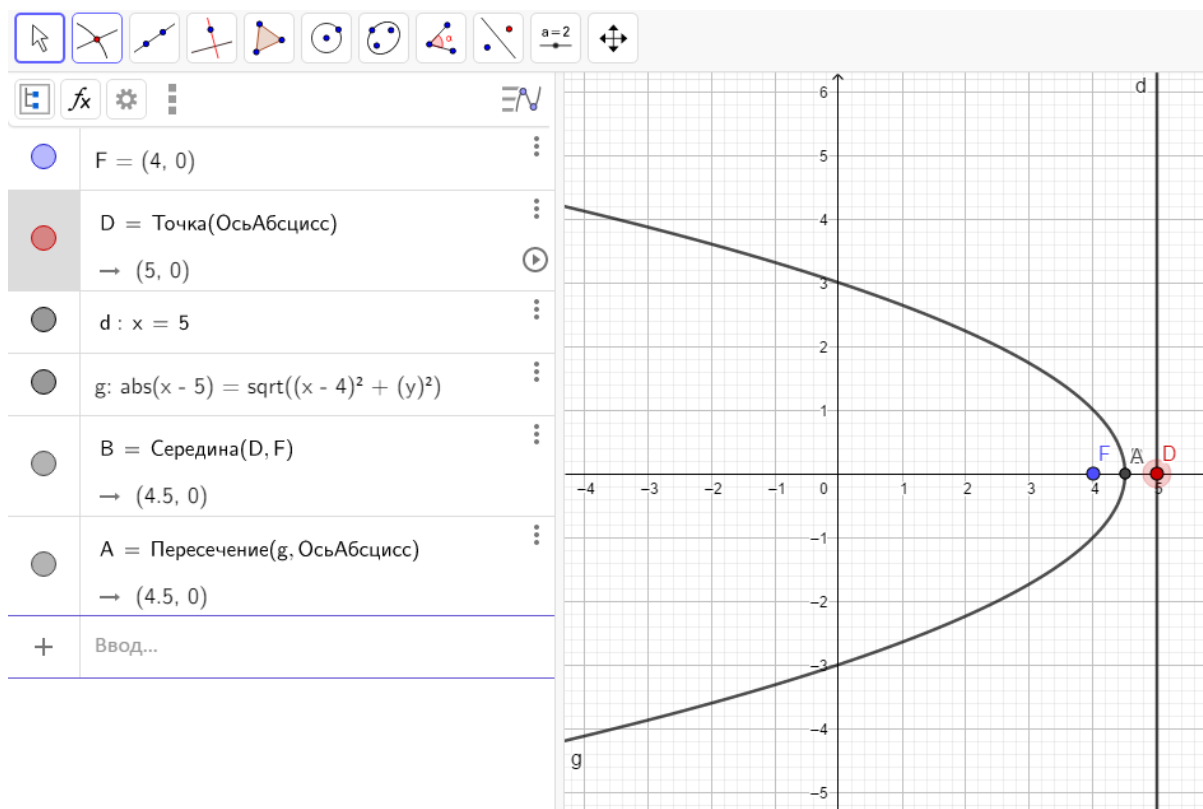 a = 2
fx
F = (4, 0)
D = Точка(ОсьАбсцисс)
→ (5, 0)
d : x = 5
g: abs(x - 5) = sqrt((x - 4)² + (y)²)
B = Середина(D, F)
→ (4.5, 0)
A = Пересечение(g, ОсьАбсцисс)
→ (4.5, 0)
+ Ввод...
d
6
5
4
3
2
1
F A D
−4 −3 −2 −1 0 1 2 3 4 5
−1
−2
−3
−4
g
−5